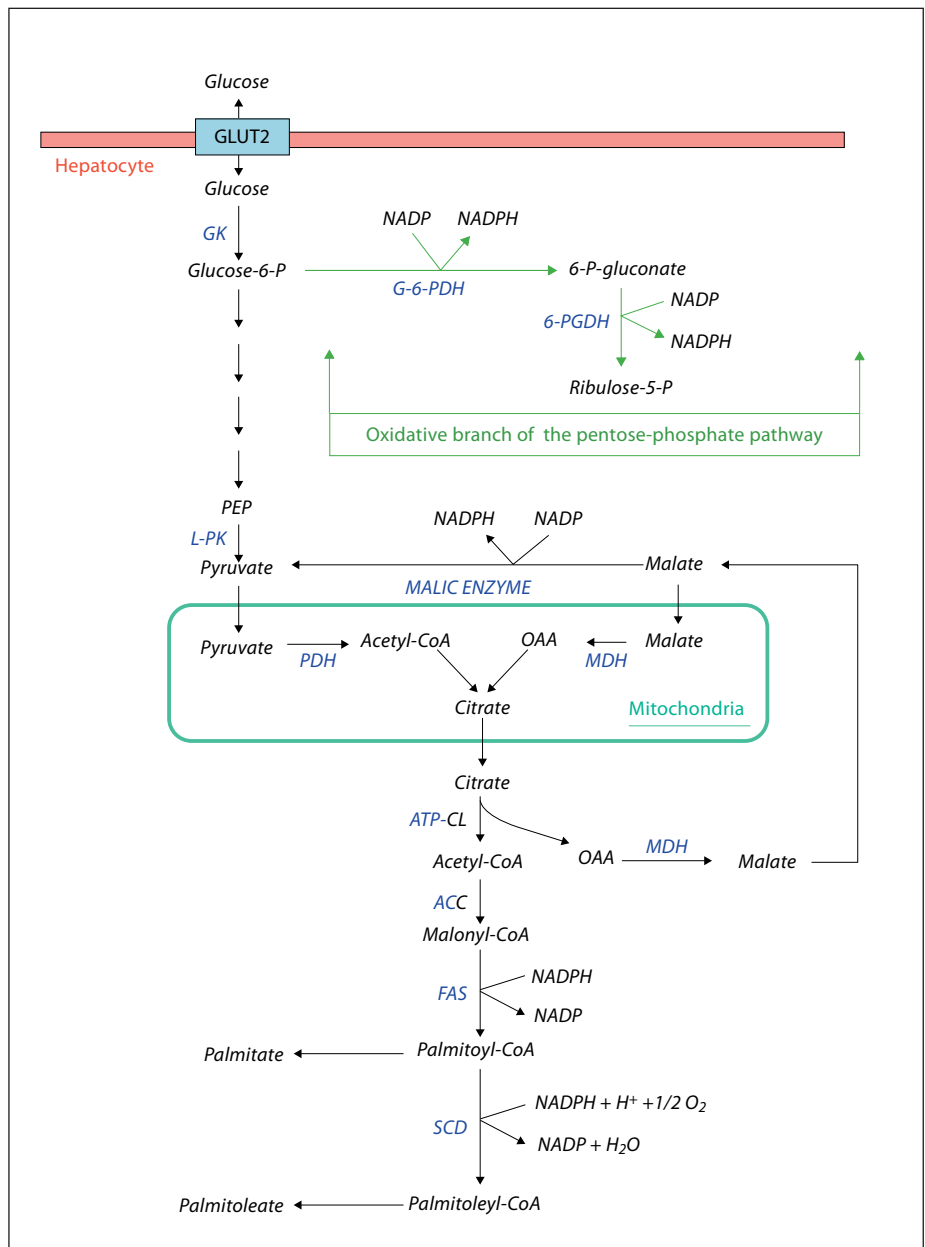 Glucose
GLUT2
Hepatocyte
Glucose
GK
NADP NADPH
Glucose-6-P
6-P-gluconate
G-6-PDH
6-PGDH
NADP
NADPH
Ribulose-5-P
Oxidative branch of the pentose-phosphate pathway
PEP
L-PK
NADPH NADP
Pyruvate
Malate
MALIC ENZYME
Pyruvate
PDH
Acetyl-CoA
OAA
MDH
Malate
Citrate
Mitochondria
Citrate
ATP-CL
Acetyl-CoA
OAA
MDH
Malate
ACC
Malonyl-CoA
FAS
NADPH
NADP
Palmitate
Palmitoyl-CoA
SCD
NADPH + H⁺ +1/2 O₂
NADP + H₂O
Palmitoleate
Palmitoleyl-CoA